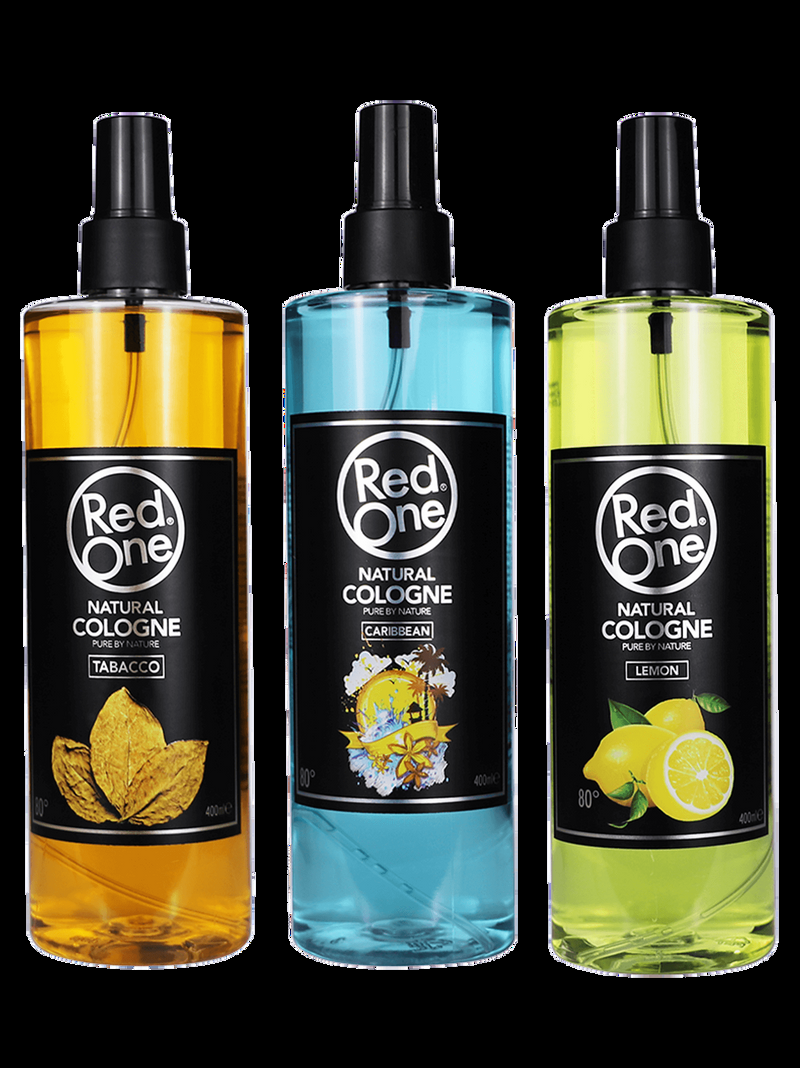 Red®
One
NATURAL
COLOGNE
PURE BY NATURE
TABACCO
80°
400ml℮
Red®
One
NATURAL
COLOGNE
PURE BY NATURE
CARIBBEAN
80°
400ml℮
Red®
One
NATURAL
COLOGNE
PURE BY NATURE
LEMON
80°
400ml℮